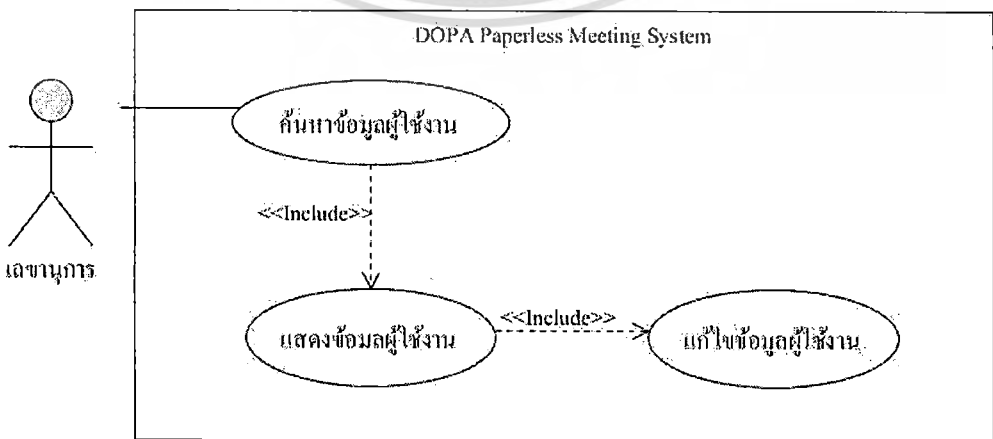 DOPA Paperless Meeting System
ค้นหาข้อมูลผู้ใช้งาน
<<Include>>
เลขานุการ
แสดงข้อมลผู้ใช้งาน
<<Include>>
แก้ไขข้อมูลผู้ใช้งาน